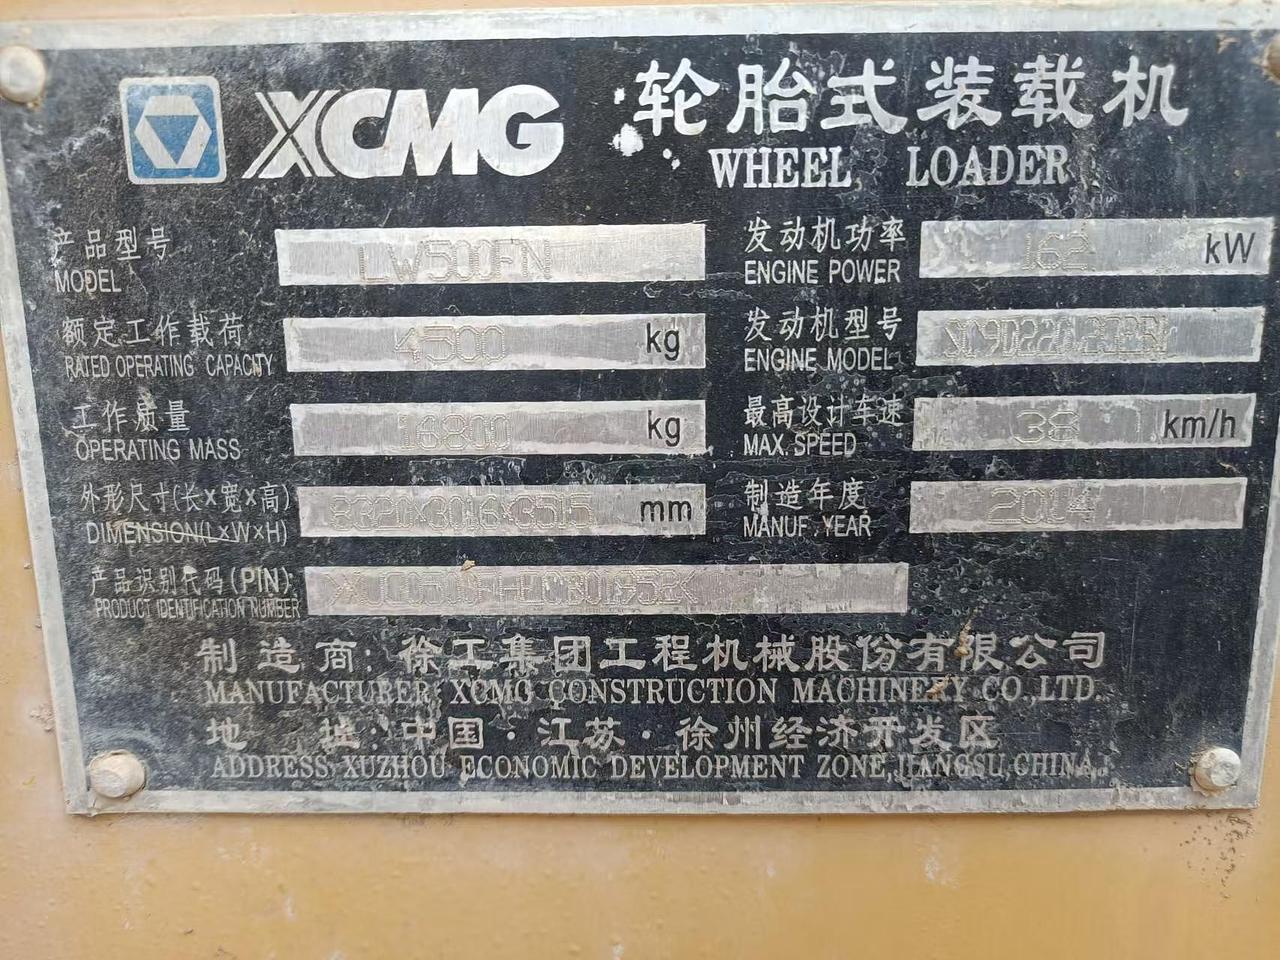 XCMG 轮胎式装载机
WHEEL LOADER
产品型号 LW500FN
MODEL
发动机功率 162 kW
ENGINE POWER
额定工作载荷 4500 kg
RATED OPERATING CAPACITY
发动机型号
ENGINE MODEL
工作质量 16800 kg
OPERATING MASS
最高设计车速 38 km/h
MAX. SPEED
外形尺寸(长×宽×高) mm
DIMENSION(L×W×H)
制造年度 2014
MANUF. YEAR
产品识别代码(PIN):
PRODUCT IDENTIFICATION NUMBER
制造商: 徐工集团工程机械股份有限公司
MANUFACTURER: XCMG CONSTRUCTION MACHINERY CO.,LTD.
地址: 中国·江苏·徐州经济开发区
ADDRESS: XUZHOU ECONOMIC DEVELOPMENT ZONE, JIANGSU, CHINA